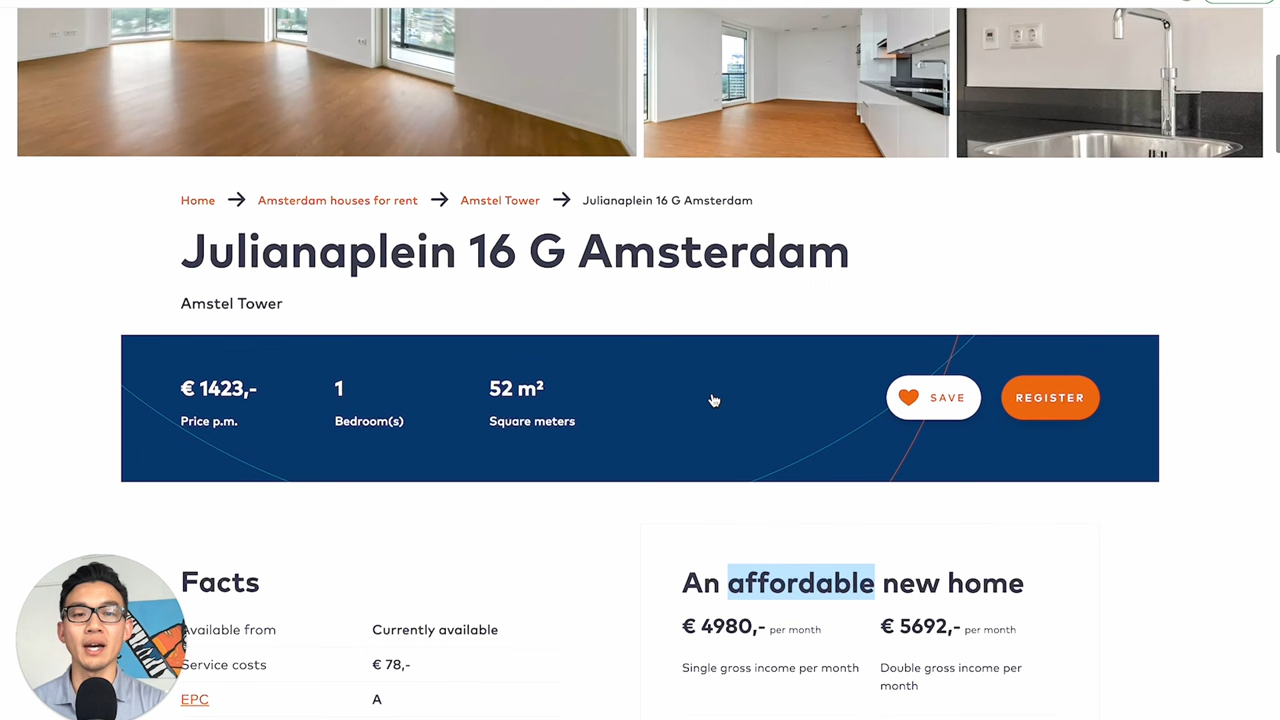 Home → Amsterdam houses for rent → Amstel Tower → Julianaplein 16 G Amsterdam
Julianaplein 16 G Amsterdam
Amstel Tower
€ 1423,- 1 52 m²
Price p.m. Bedroom(s) Square meters
SAVE REGISTER
Facts
Available from Currently available
Service costs € 78,-
EPC A
An affordable new home
€ 4980,- per month € 5692,- per month
Single gross income per month Double gross income per
month